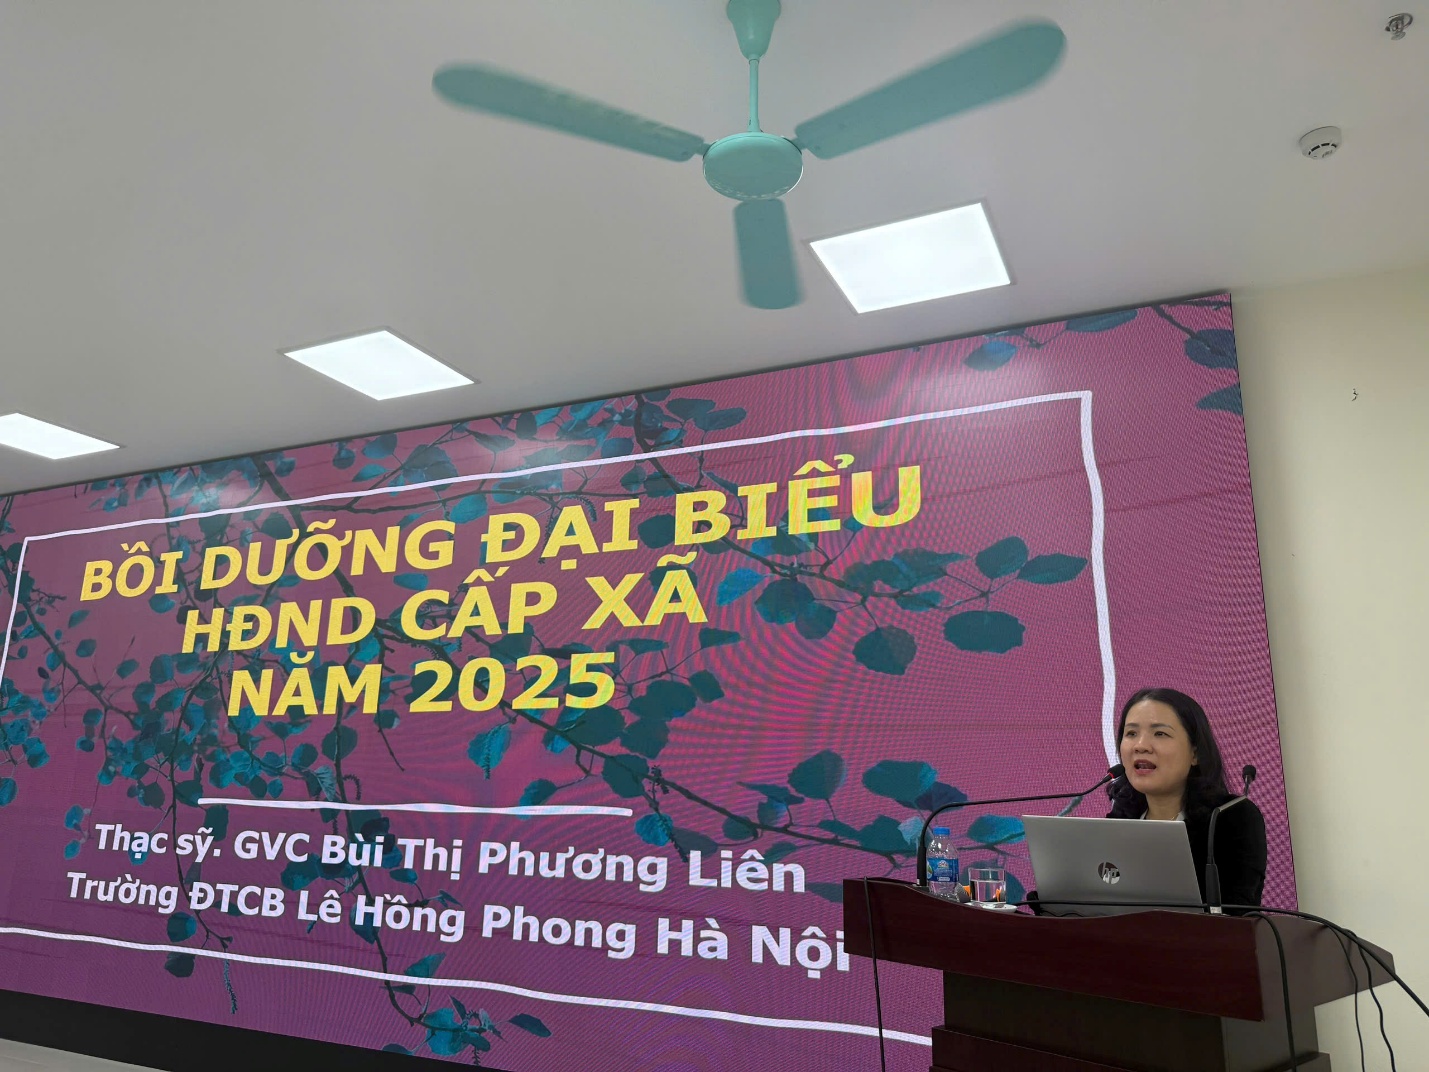 BỒI DƯỠNG ĐẠI BIỂU
HĐND CẤP XÃ
NĂM 2025
Thạc sỹ. GVC Bùi Thị Phương Liên
Trường ĐTCB Lê Hồng Phong Hà Nội
hp